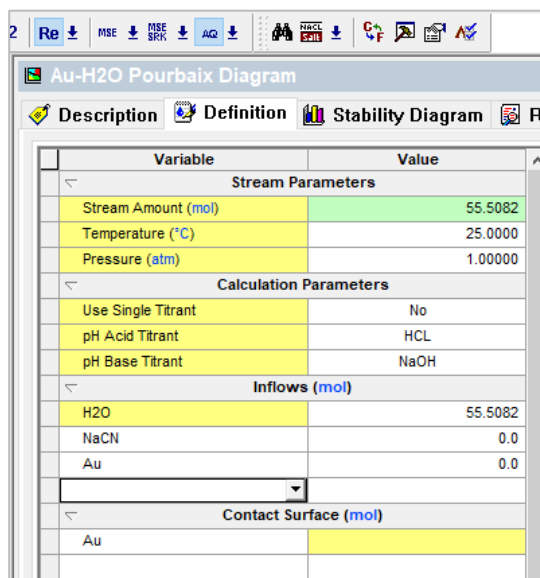 2 Re MSE MSE SRK AQ NACL Salt C F
Au-H2O Pourbaix Diagram
Description Definition Stability Diagram R
Variable Value
Stream Parameters
Stream Amount (mol) 55.5082
Temperature (°C) 25.0000
Pressure (atm) 1.00000
Calculation Parameters
Use Single Titrant No
pH Acid Titrant HCL
pH Base Titrant NaOH
Inflows (mol)
H2O 55.5082
NaCN 0.0
Au 0.0
Contact Surface (mol)
Au